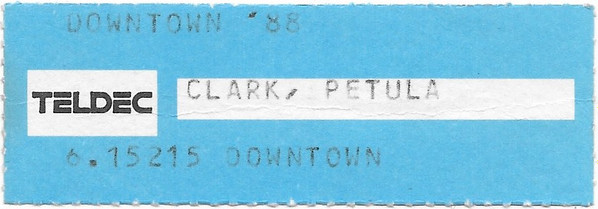 DOWNTOWN '88
TELDEC
CLARK, PETULA
6.15215 DOWNTOWN